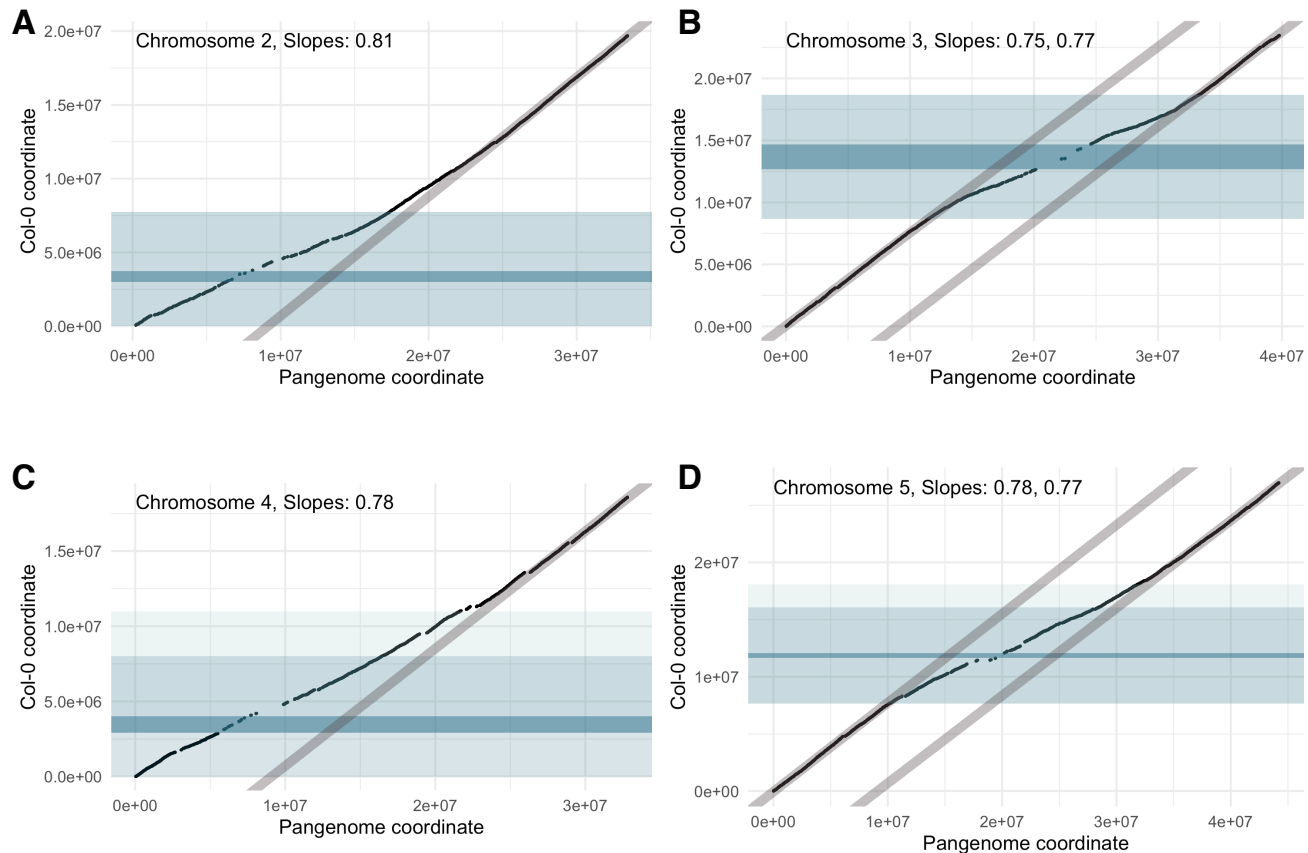 A
Chromosome 2, Slopes: 0.81
2.0e+07
1.5e+07
1.0e+07
5.0e+06
0.0e+00
Col-0 coordinate
0e+00 1e+07 2e+07 3e+07
Pangenome coordinate
B
Chromosome 3, Slopes: 0.75, 0.77
2.0e+07
1.5e+07
1.0e+07
5.0e+06
0.0e+00
Col-0 coordinate
0e+00 1e+07 2e+07 3e+07 4e+07
Pangenome coordinate
C
Chromosome 4, Slopes: 0.78
1.5e+07
1.0e+07
5.0e+06
0.0e+00
Col-0 coordinate
0e+00 1e+07 2e+07 3e+07
Pangenome coordinate
D
Chromosome 5, Slopes: 0.78, 0.77
2e+07
1e+07
0e+00
Col-0 coordinate
0e+00 1e+07 2e+07 3e+07 4e+07
Pangenome coordinate